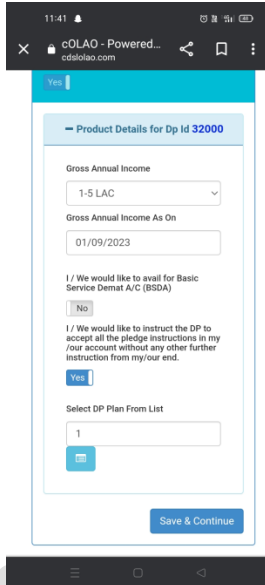 11:41
cOLAO - Powered...
cdslolao.com
Yes
Product Details for Dp Id 32000
Gross Annual Income
1-5 LAC
Gross Annual Income As On
01/09/2023
I / We would like to avail for Basic
Service Demat A/C (BSDA)
No
I / We would like to instruct the DP to
accept all the pledge instructions in my
/our account without any other further
instruction from my/our end.
Yes
Select DP Plan From List
1
Save & Continue